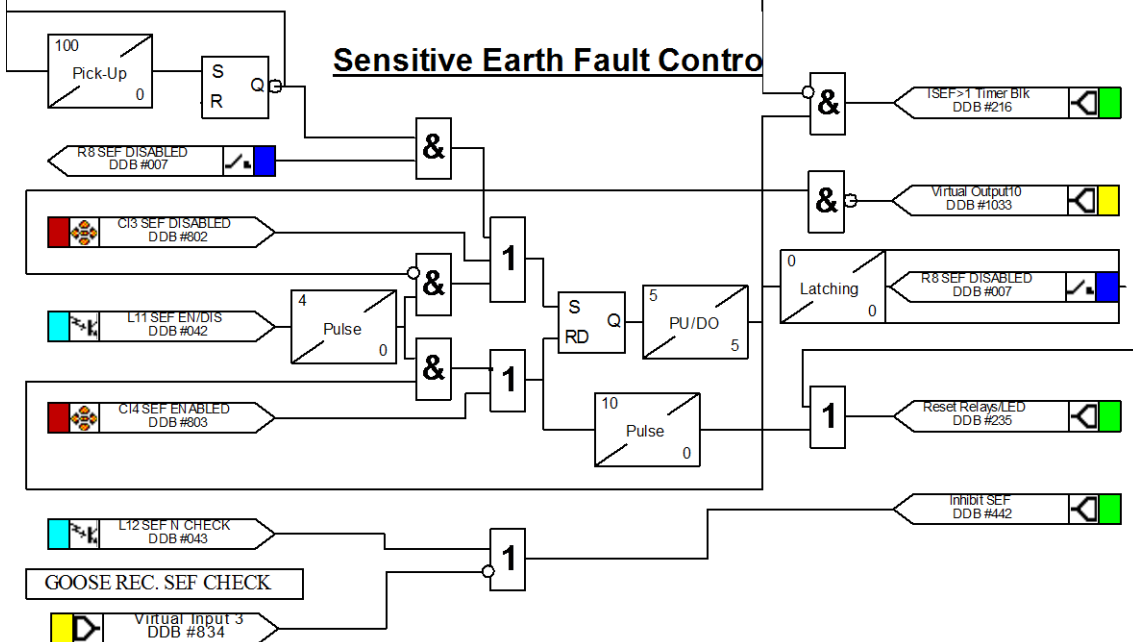 Sensitive Earth Fault Contro
100
Pick-Up
0
S
R
Q
&
ISEF>1 Timer Blk
DDB #216
R8 SEF DISABLED
DDB #007
&
&
Virtual Output10
DDB #1033
CI3 SEF DISABLED
DDB #802
1
&
0
Latching
0
R8 SEF DISABLED
DDB #007
L11 SEF EN/DIS
DDB #042
4
Pulse
0
S
RD
Q
5
PU/DO
5
&
1
CI4 SEF ENABLED
DDB #803
10
Pulse
0
1
Reset Relays/LED
DDB #235
Inhibit SEF
DDB #442
L12 SEF N CHECK
DDB #043
1
GOOSE REC. SEF CHECK
Virtual Input 3
DDB #834